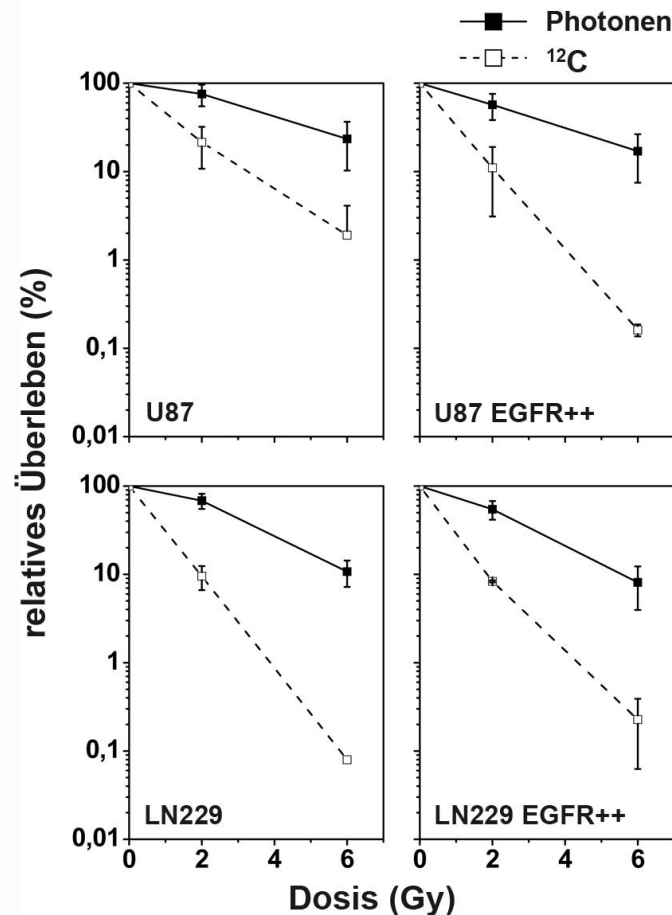 Photonen
12C
relatives Überleben (%)
100
10
1
0,1
0,01
U87
U87 EGFR++
100
10
1
0,1
0,01
LN229
LN229 EGFR++
0 2 4 6 0 2 4 6
Dosis (Gy)